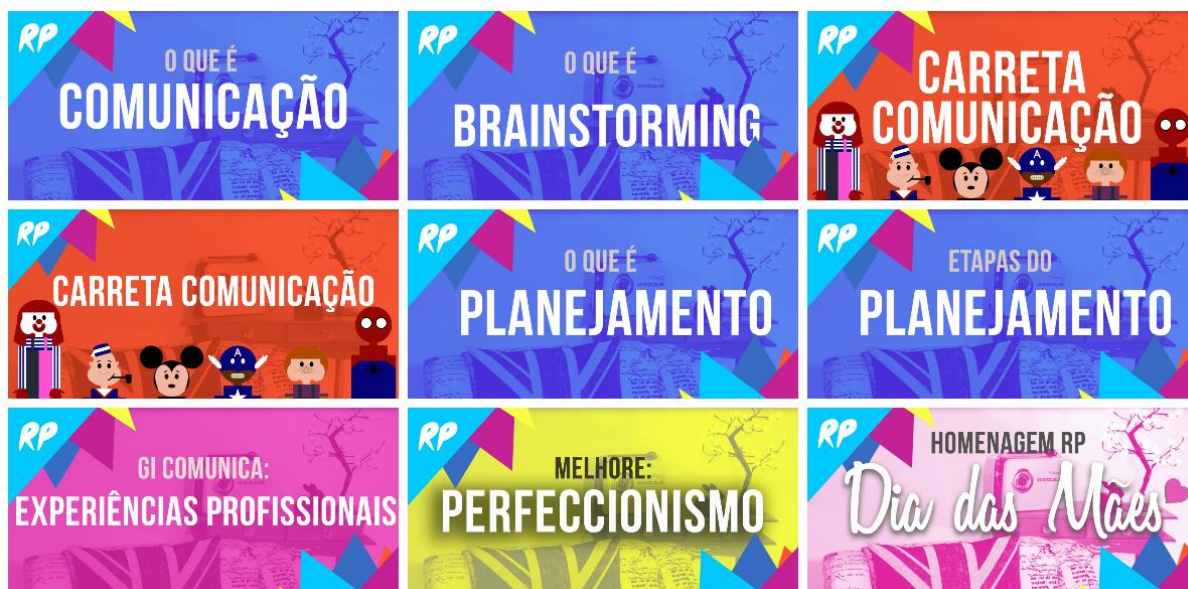 RP
O QUE É
COMUNICAÇÃO
RP
O QUE É
BRAINSTORMING
RP
CARRETA
COMUNICAÇÃO
A
RP
CARRETA COMUNICAÇÃO
A
RP
O QUE É
PLANEJAMENTO
RP
ETAPAS DO
PLANEJAMENTO
RP
GI COMUNICA:
EXPERIÊNCIAS PROFISSIONAIS
RP
MELHORE:
PERFECCIONISMO
RP
HOMENAGEM RP
Dia das Mães